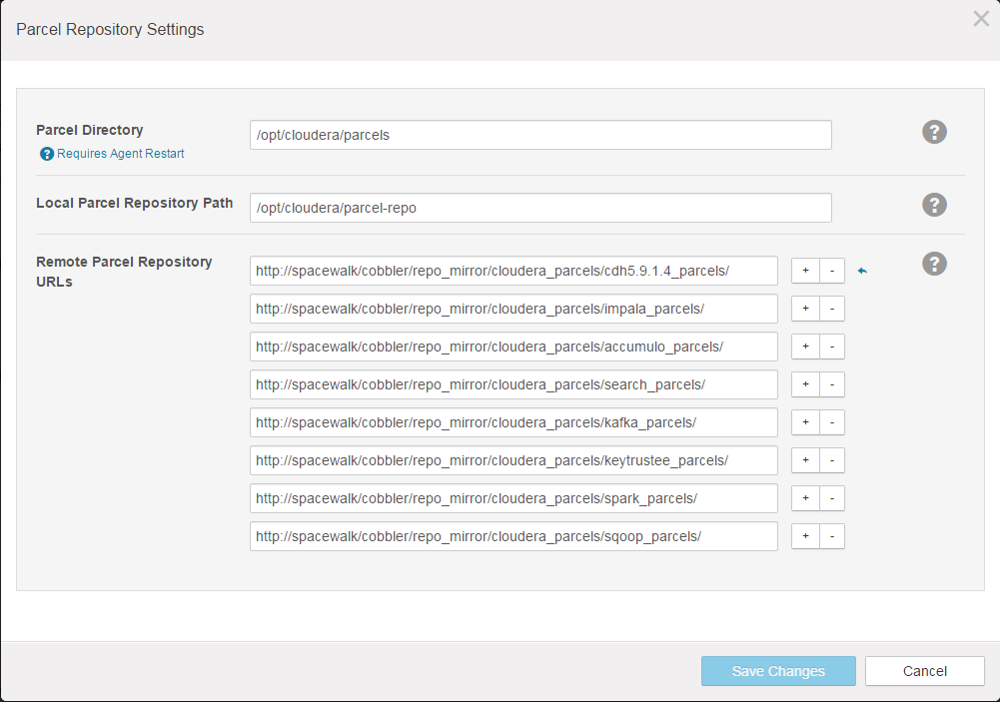 Parcel Repository Settings
×
Parcel Directory
/opt/cloudera/parcels
?
? Requires Agent Restart
Local Parcel Repository Path
/opt/cloudera/parcel-repo
?
Remote Parcel Repository
URLs
http://spacewalk/cobbler/repo_mirror/cloudera_parcels/cdh5.9.1.4_parcels/
+ -
?
http://spacewalk/cobbler/repo_mirror/cloudera_parcels/impala_parcels/
+ -
http://spacewalk/cobbler/repo_mirror/cloudera_parcels/accumulo_parcels/
+ -
http://spacewalk/cobbler/repo_mirror/cloudera_parcels/search_parcels/
+ -
http://spacewalk/cobbler/repo_mirror/cloudera_parcels/kafka_parcels/
+ -
http://spacewalk/cobbler/repo_mirror/cloudera_parcels/keytrustee_parcels/
+ -
http://spacewalk/cobbler/repo_mirror/cloudera_parcels/spark_parcels/
+ -
http://spacewalk/cobbler/repo_mirror/cloudera_parcels/sqoop_parcels/
+ -
Save Changes
Cancel